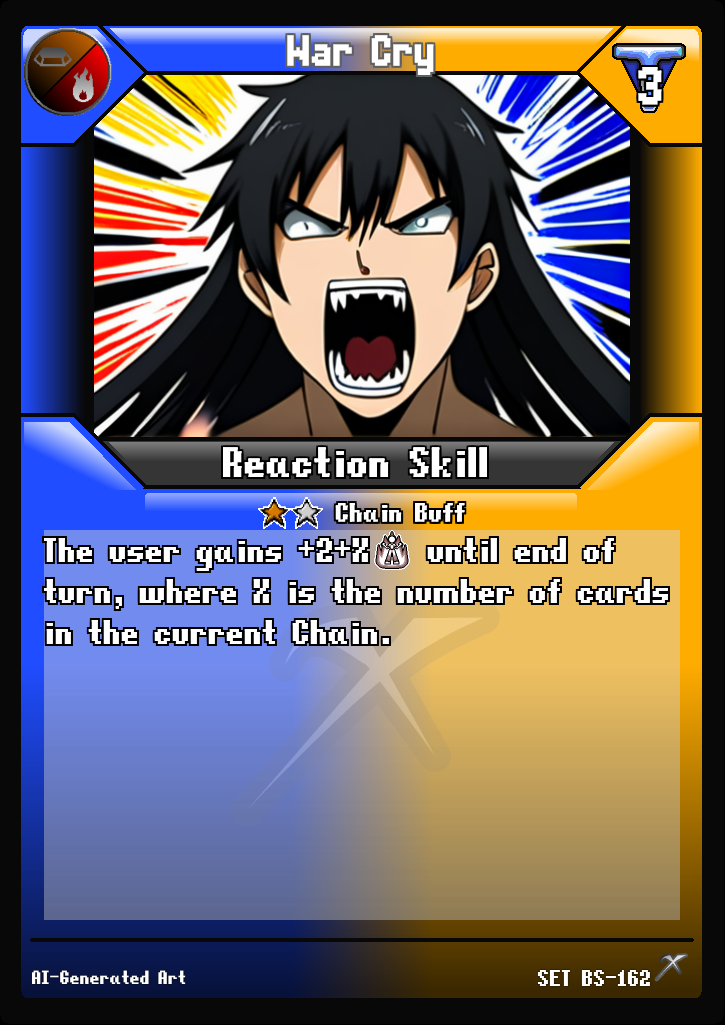 War Cry
3
Reaction Skill
Chain Buff
The user gains +2+X until end of
turn, where X is the number of cards
in the current Chain.
AI-Generated Art
SET BS-162